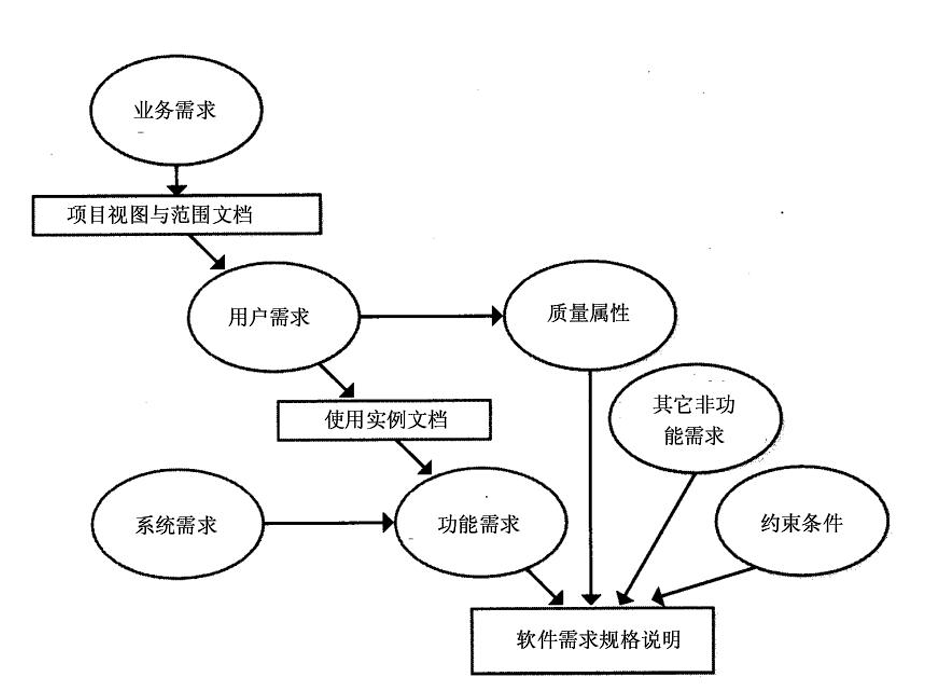 业务需求
项目视图与范围文档
用户需求
质量属性
使用实例文档
其它非功
能需求
系统需求
功能需求
约束条件
软件需求规格说明